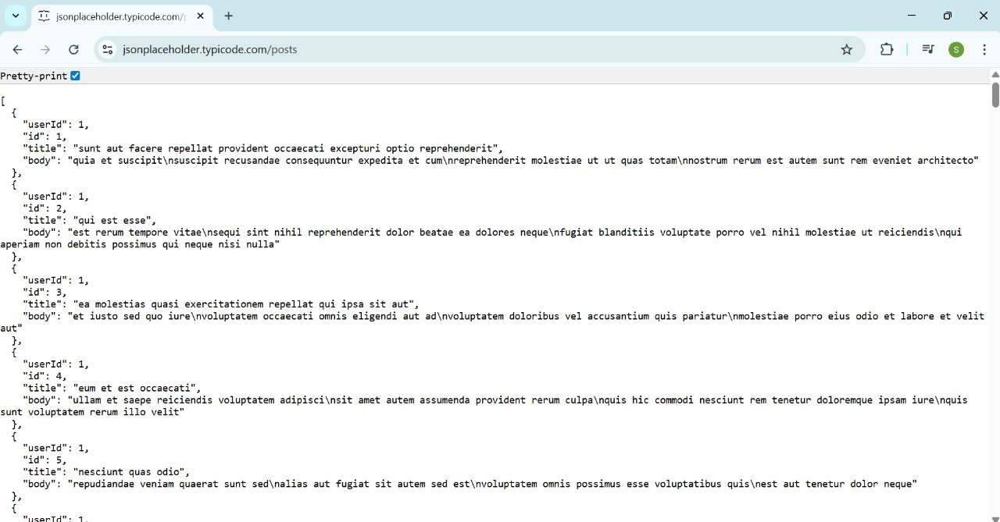 jsonplaceholder.typicode.com/
jsonplaceholder.typicode.com/posts
S
Pretty-print
[
  {
    "userId": 1,
    "id": 1,
    "title": "sunt aut facere repellat provident occaecati excepturi optio reprehenderit",
    "body": "quia et suscipit\nsuscipit recusandae consequuntur expedita et cum\nreprehenderit molestiae ut ut quas totam\nnostrum rerum est autem sunt rem eveniet architecto"
  },
  {
    "userId": 1,
    "id": 2,
    "title": "qui est esse",
    "body": "est rerum tempore vitae\nsequi sint nihil reprehenderit dolor beatae ea dolores neque\nfugiat blanditiis voluptate porro vel nihil molestiae ut reiciendis\nqui
aperiam non debitis possimus qui neque nisi nulla"
  },
  {
    "userId": 1,
    "id": 3,
    "title": "ea molestias quasi exercitationem repellat qui ipsa sit aut",
    "body": "et iusto sed quo iure\nvoluptatem occaecati omnis eligendi aut ad\nvoluptatem doloribus vel accusantium quis pariatur\nmolestiae porro eius odio et labore et velit
aut"
  },
  {
    "userId": 1,
    "id": 4,
    "title": "eum et est occaecati",
    "body": "ullam et saepe reiciendis voluptatem adipisci\nsit amet autem assumenda provident rerum culpa\nquis hic commodi nesciunt rem tenetur doloremque ipsam iure\nquis
sunt voluptatem rerum illo velit"
  },
  {
    "userId": 1,
    "id": 5,
    "title": "nesciunt quas odio",
    "body": "repudiandae veniam quaerat sunt sed\nalias aut fugiat sit autem sed est\nvoluptatem omnis possimus esse voluptatibus quis\nest aut tenetur dolor neque"
  },
  {
    "userId": 1,